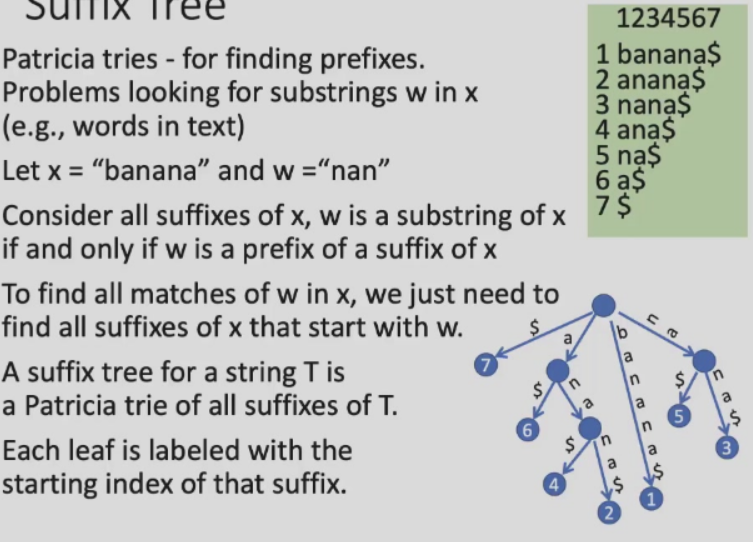 Suffix Tree
Patricia tries - for finding prefixes.
Problems looking for substrings w in x
(e.g., words in text)
Let x = “banana” and w =“nan”
Consider all suffixes of x, w is a substring of x
if and only if w is a prefix of a suffix of x
To find all matches of w in x, we just need to
find all suffixes of x that start with w.
A suffix tree for a string T is
a Patricia trie of all suffixes of T.
Each leaf is labeled with the
starting index of that suffix.
1234567
1 banana$
2 anana$
3 nana$
4 ana$
5 na$
6 a$
7 $
$
a
banana$
na
7
$
na
$
na$
6
5
3
$
na$
4
2
1